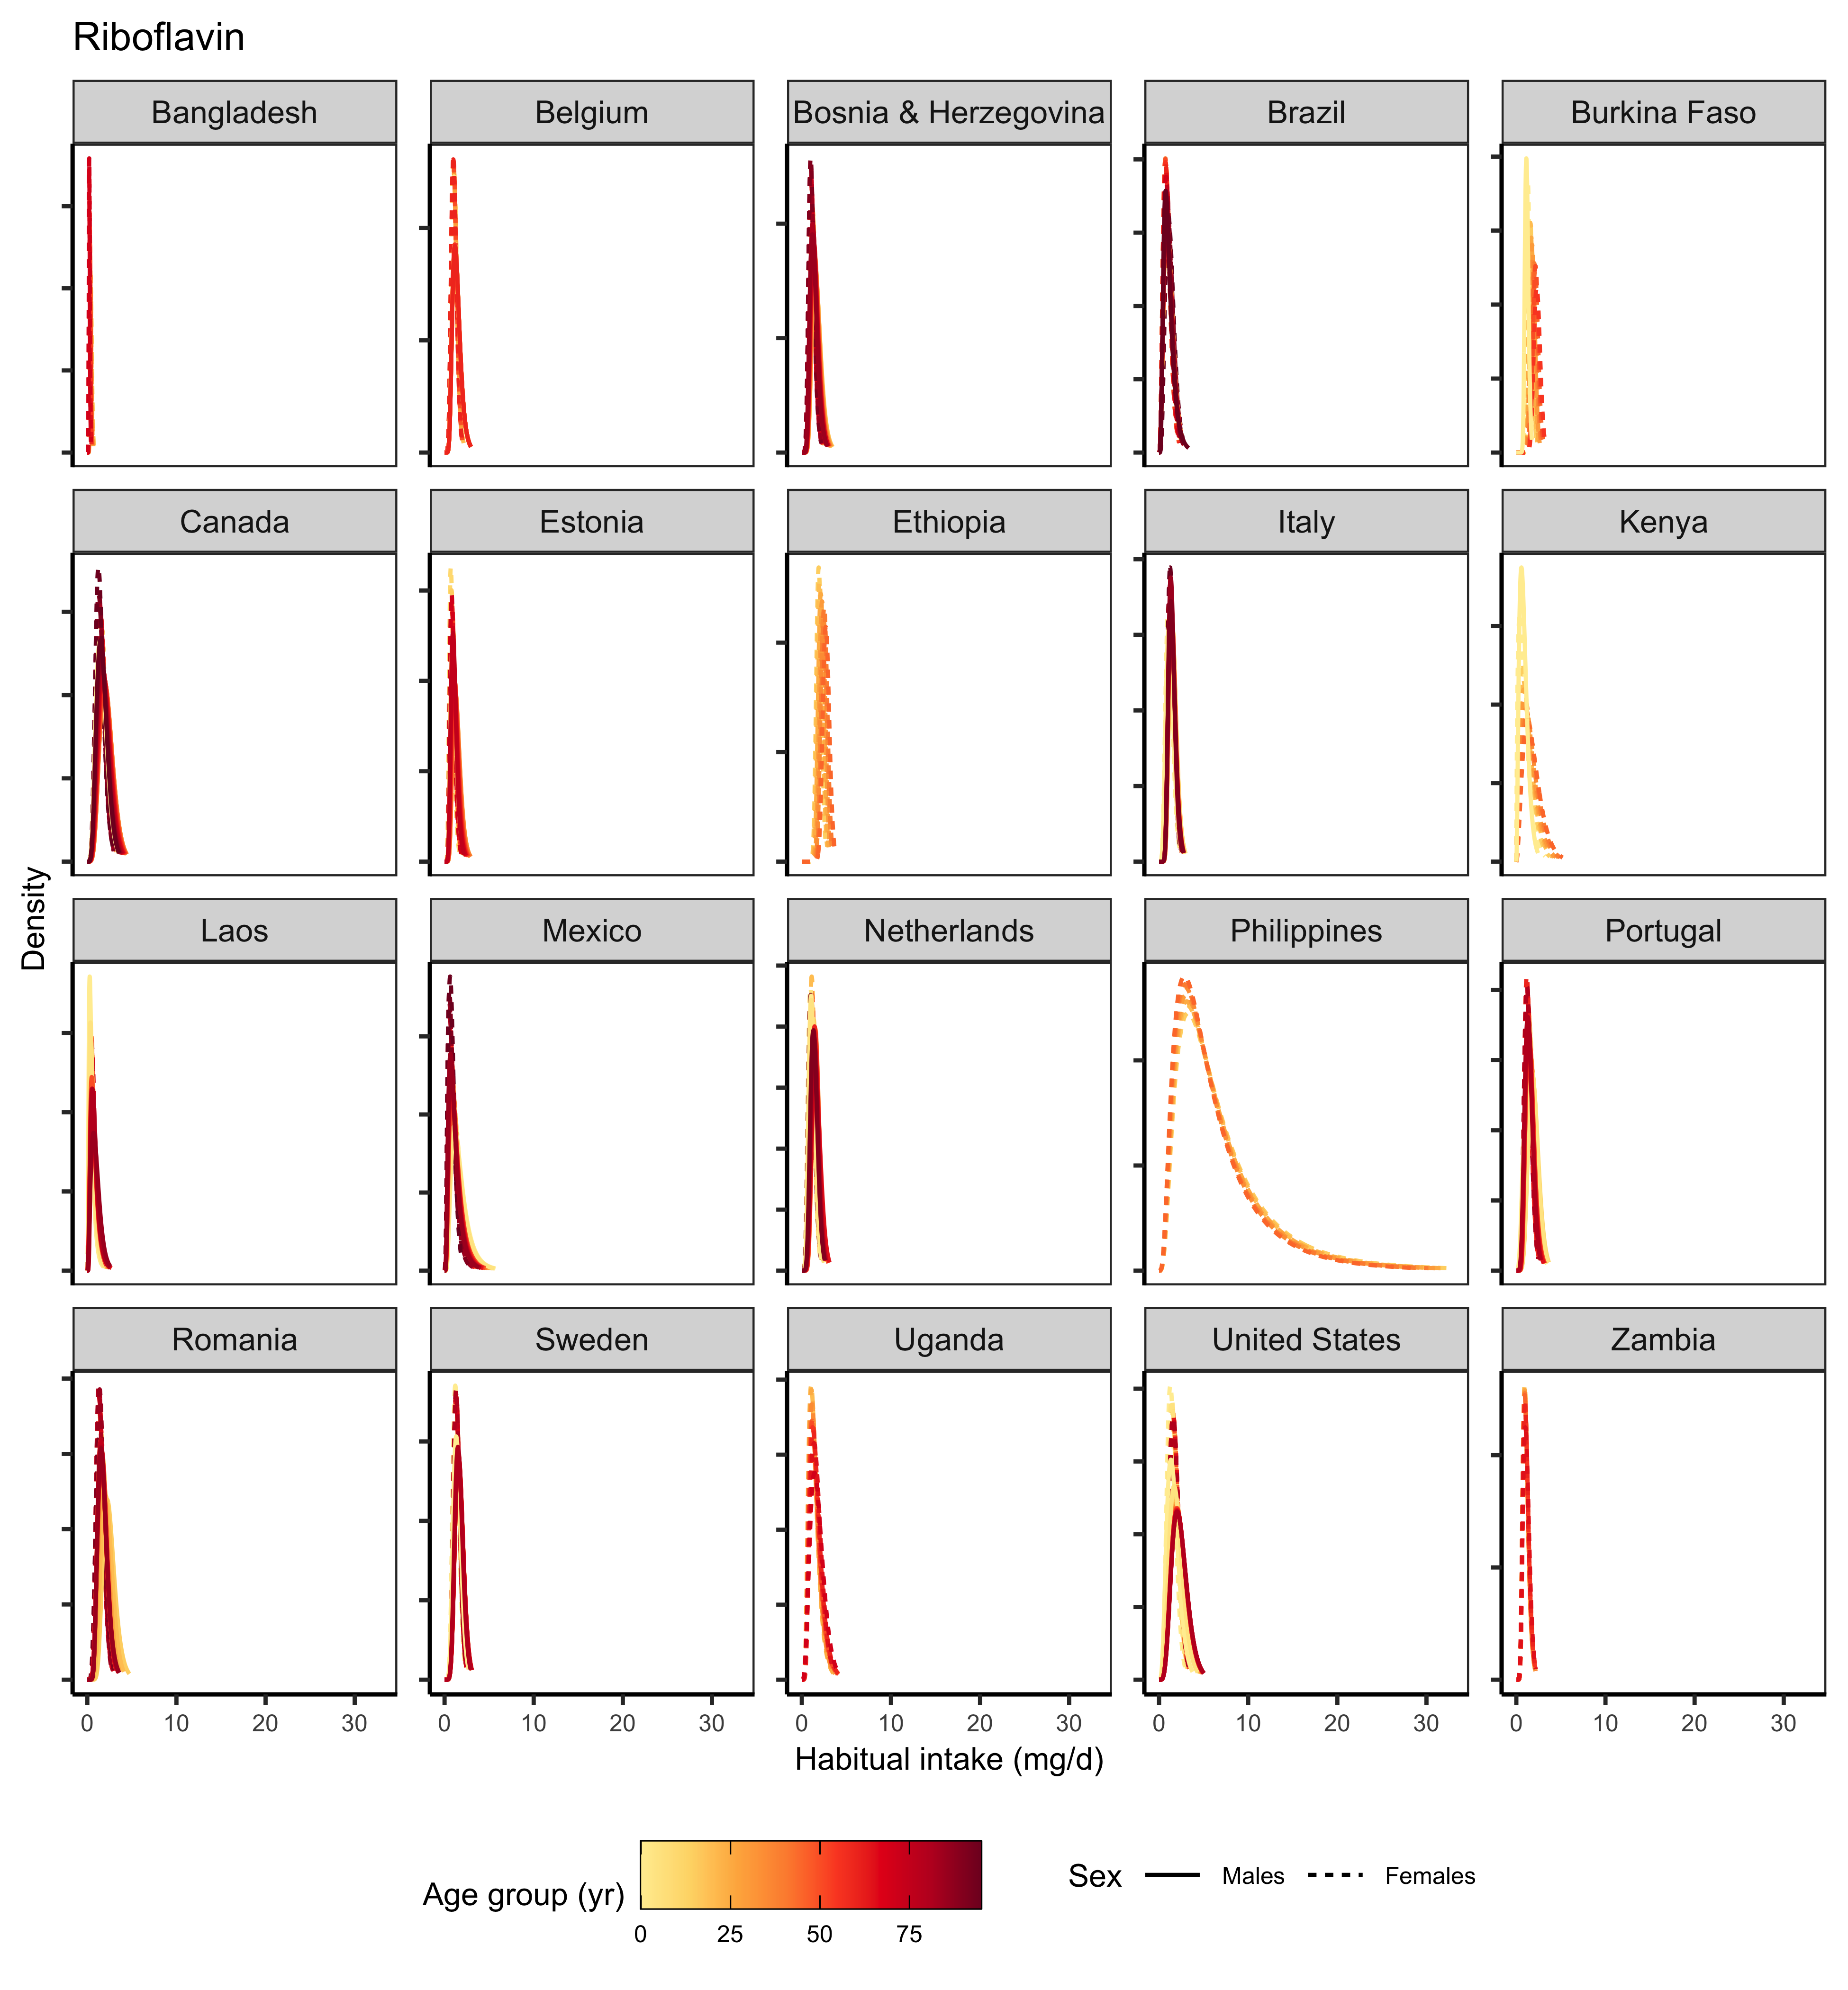 Riboflavin
Bangladesh
Belgium
Bosnia & Herzegovina
Brazil
Burkina Faso
Canada
Estonia
Ethiopia
Italy
Kenya
Density
Laos
Mexico
Netherlands
Philippines
Portugal
Romania
Sweden
Uganda
United States
Zambia
0 10 20 30
0 10 20 30
0 10 20 30
0 10 20 30
0 10 20 30
Habitual intake (mg/d)
Age group (yr)
0 25 50 75
Sex Males Females